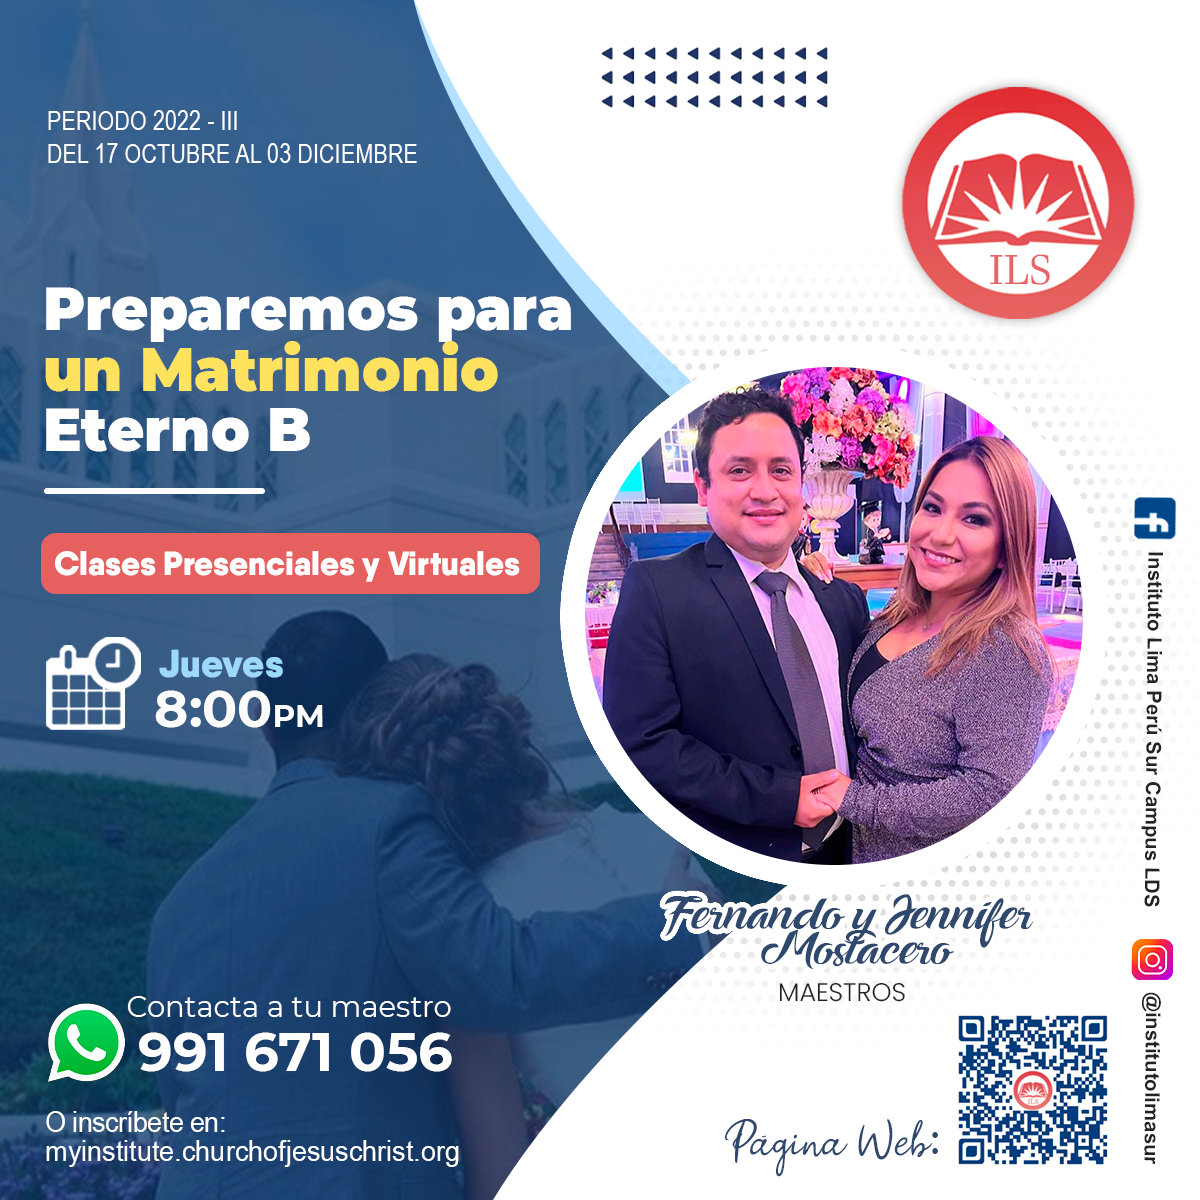 PERIODO 2022 - III
DEL 17 OCTUBRE AL 03 DICIEMBRE
ILS
Preparemos para
un Matrimonio
Eterno B
Clases Presenciales y Virtuales
Jueves
8:00PM
Fernando y Jennifer
Mostacero
MAESTROS
Contacta a tu maestro
991 671 056
O inscríbete en:
myinstitute.churchofjesuschrist.org
Página Web:
ILS
Instituto Lima Perú Sur Campus LDS
@institutolimasur